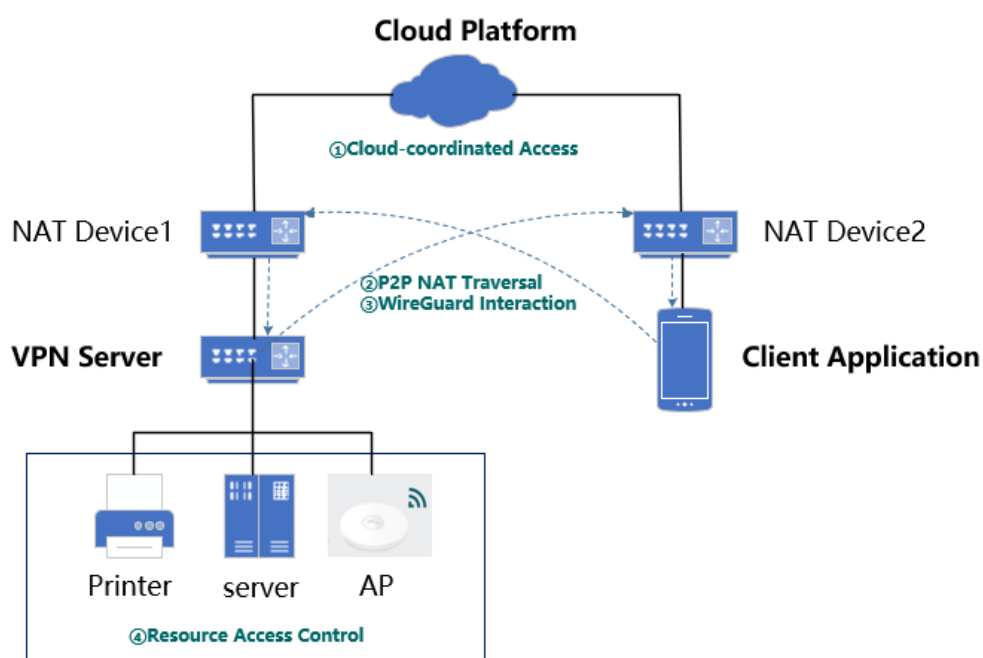 Cloud Platform
①Cloud-coordinated Access
NAT Device1
NAT Device2
②P2P NAT Traversal
③WireGuard Interaction
VPN Server
Client Application
Printer
server
AP
④Resource Access Control